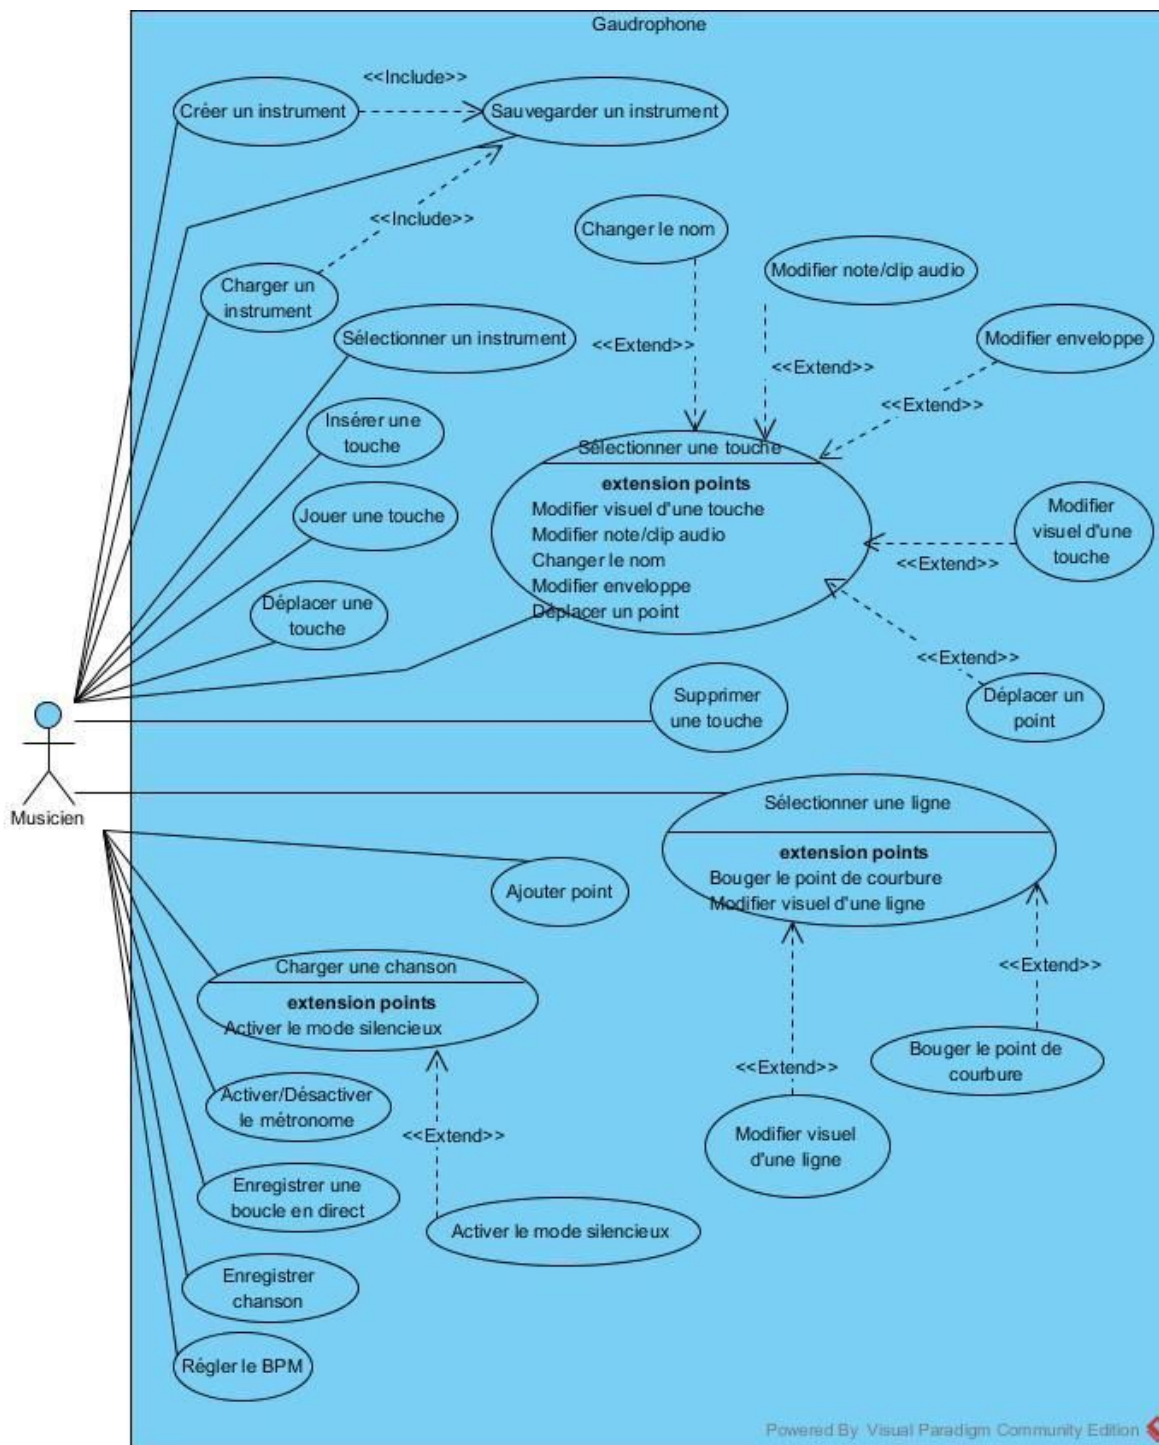 Gaudrophone
<<Include>>
Créer un instrument
Sauvegarder un instrument
<<Include>>
Changer le nom
Modifier note/clip audio
Charger un
instrument
Sélectionner un instrument
<<Extend>>
Modifier enveloppe
<<Extend>>
<<Extend>>
Insérer une
touche
Sélectionner une touche
extension points
Modifier visuel d'une touche
Modifier note/clip audio
Changer le nom
Modifier enveloppe
Déplacer un point
Jouer une touche
Modifier
visuel d'une
touche
<<Extend>>
Déplacer une
touche
<<Extend>>
Supprimer
une touche
Déplacer un
point
Musicien
Sélectionner une ligne
extension points
Bouger le point de courbure
Modifier visuel d'une ligne
Ajouter point
Charger une chanson
extension points
Activer le mode silencieux
<<Extend>>
Bouger le point de
courbure
<<Extend>>
Activer/Désactiver
le métronome
<<Extend>>
Modifier visuel
d'une ligne
Enregistrer une
boucle en direct
Activer le mode silencieux
Enregistrer
chanson
Régler le BPM
Powered By Visual Paradigm Community Edition